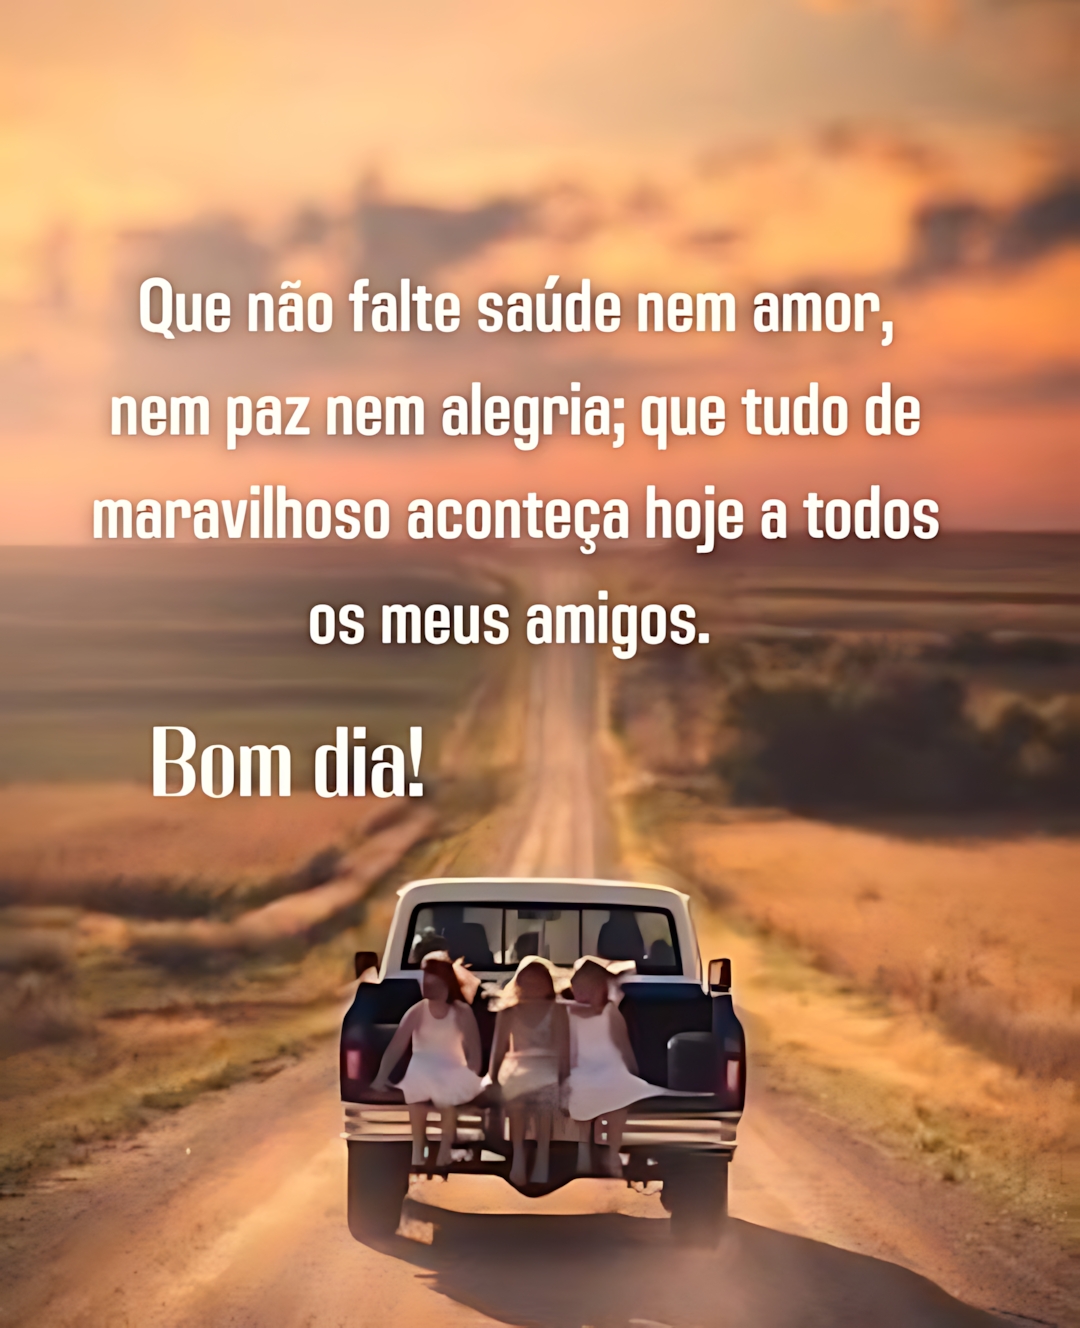 Que não falte saúde nem amor,
nem paz nem alegria; que tudo de
maravilhoso aconteça hoje a todos
os meus amigos.
Bom dia!